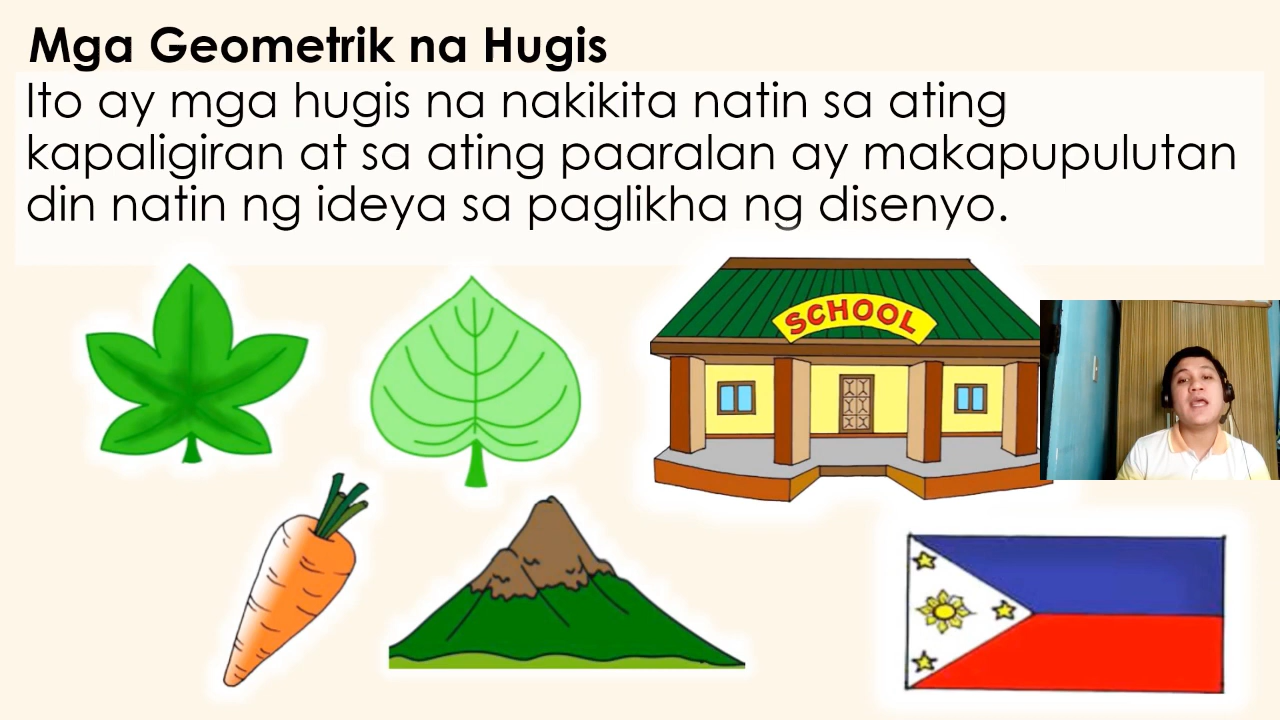 Mga Geometrik na Hugis
Ito ay mga hugis na nakikita natin sa ating
kapaligiran at sa ating paaralan ay makapupulutan
din natin ng ideya sa paglikha ng disenyo.
SCHOOL